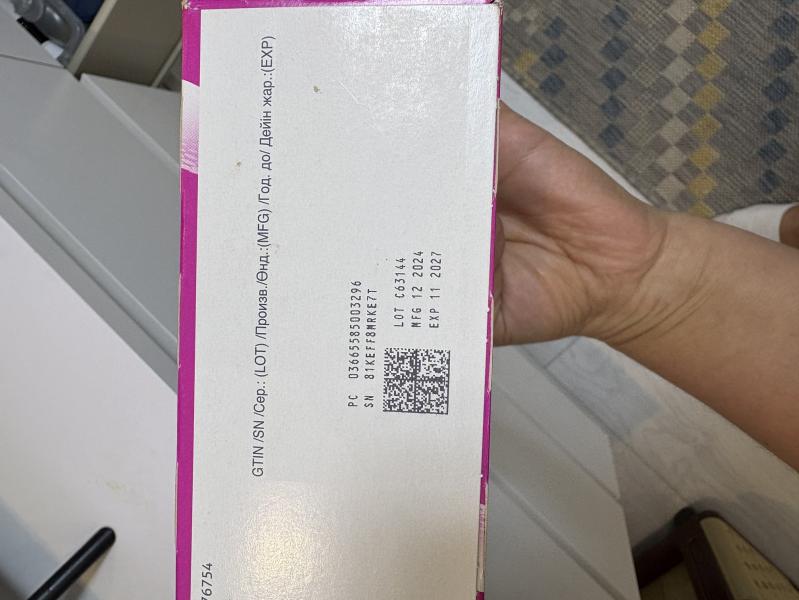 GTIN /SN /Сер.: (LOT) /Произв./Өнд.:(MFG) /Год. до/ Дейін жар.:(EXP)
PC 03665585003296
SN 81KEFF8MRKE7T
LOT C63144
MFG 12 2024
EXP 11 2027
76754